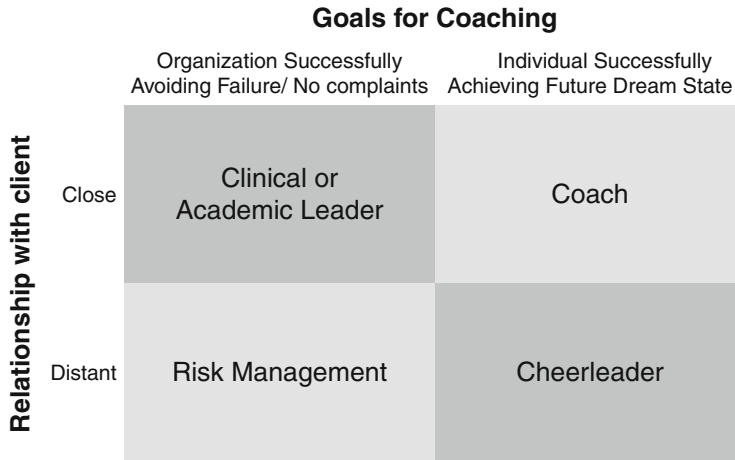 Goals for Coaching
Organization Successfully
Avoiding Failure/ No complaints
Individual Successfully
Achieving Future Dream State
Relationship with client
Close
Clinical or
Academic Leader
Coach
Distant
Risk Management
Cheerleader